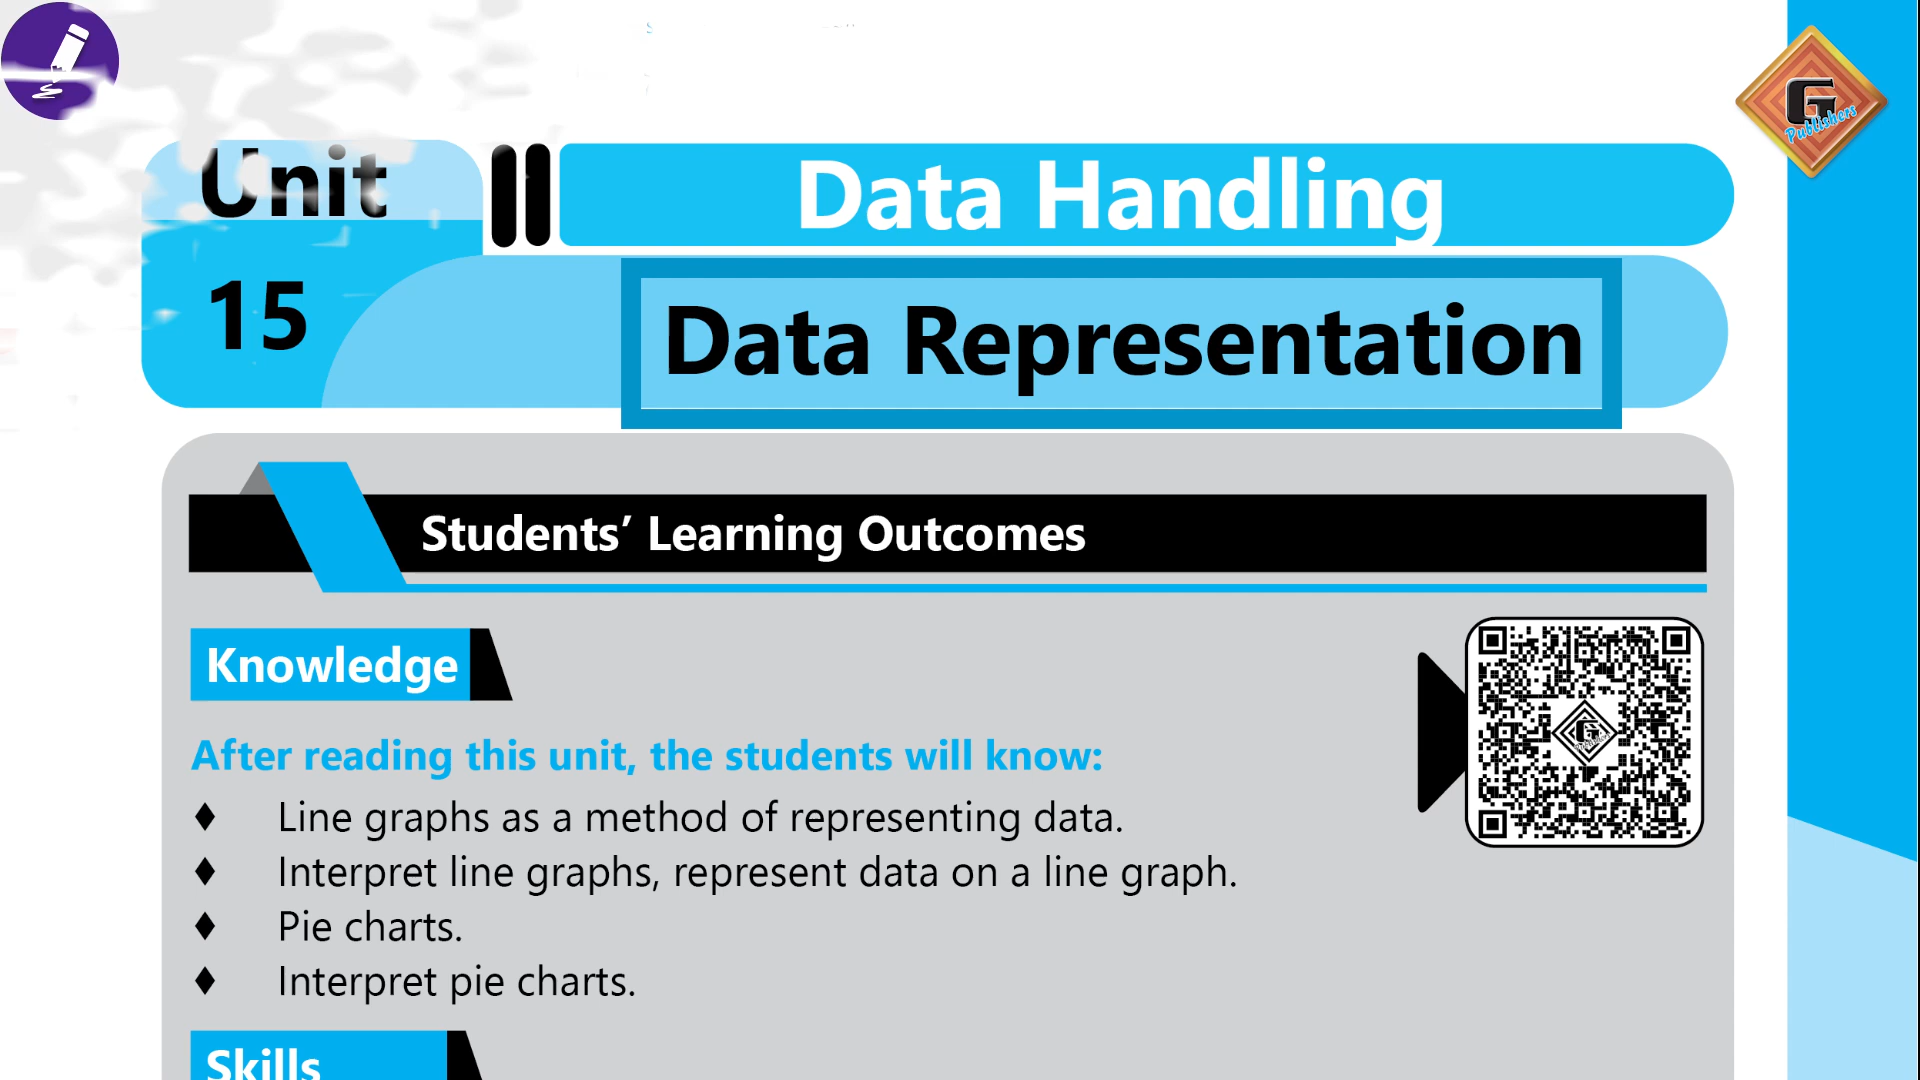 G
Publishers
Unit
Data Handling
15
Data Representation
Students’ Learning Outcomes
Knowledge
After reading this unit, the students will know:
♦ Line graphs as a method of representing data.
♦ Interpret line graphs, represent data on a line graph.
♦ Pie charts.
♦ Interpret pie charts.
Skills